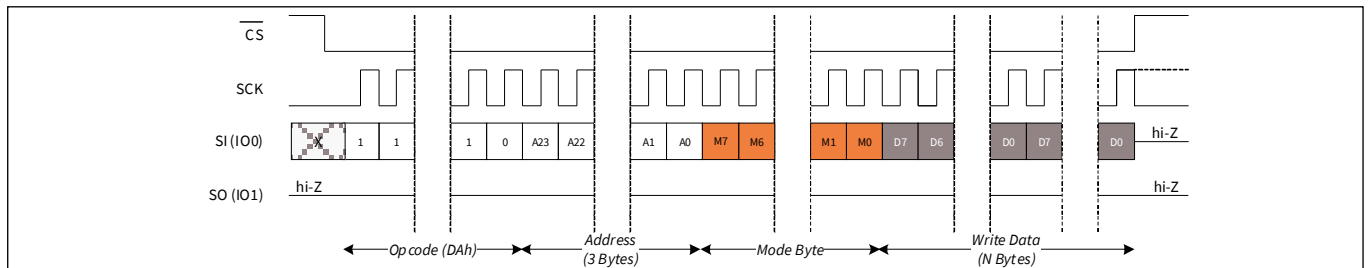 CS
SCK
SI (IO0) X 1 1 1 0 A23 A22 A1 A0 M7 M6 M1 M0 D7 D6 D0 D7 D0 hi-Z
hi-Z hi-Z
SO (IO1)
Opcode (DAh) Address Mode Byte Write Data
(3 Bytes) (N Bytes)